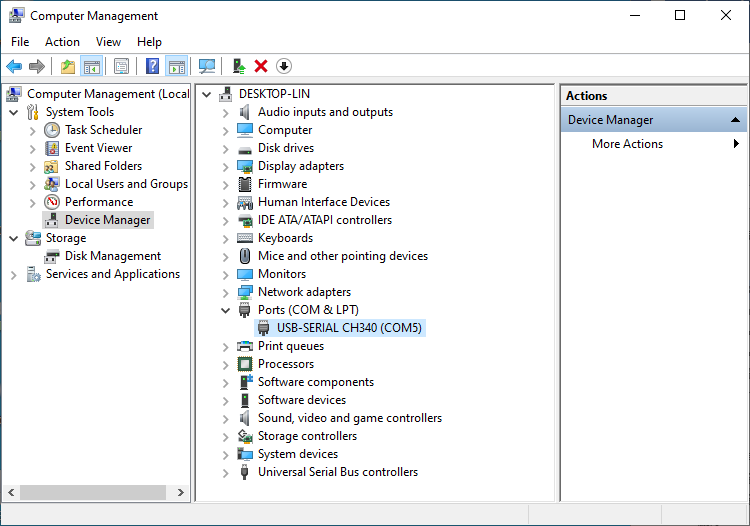 Computer Management
File Action View Help
Computer Management (Local
System Tools
Task Scheduler
Event Viewer
Shared Folders
Local Users and Groups
Performance
Device Manager
Storage
Disk Management
Services and Applications
DESKTOP-LIN
Audio inputs and outputs
Computer
Disk drives
Display adapters
Firmware
Human Interface Devices
IDE ATA/ATAPI controllers
Keyboards
Mice and other pointing devices
Monitors
Network adapters
Ports (COM & LPT)
USB-SERIAL CH340 (COM5)
Print queues
Processors
Software components
Software devices
Sound, video and game controllers
Storage controllers
System devices
Universal Serial Bus controllers
Actions
Device Manager
More Actions